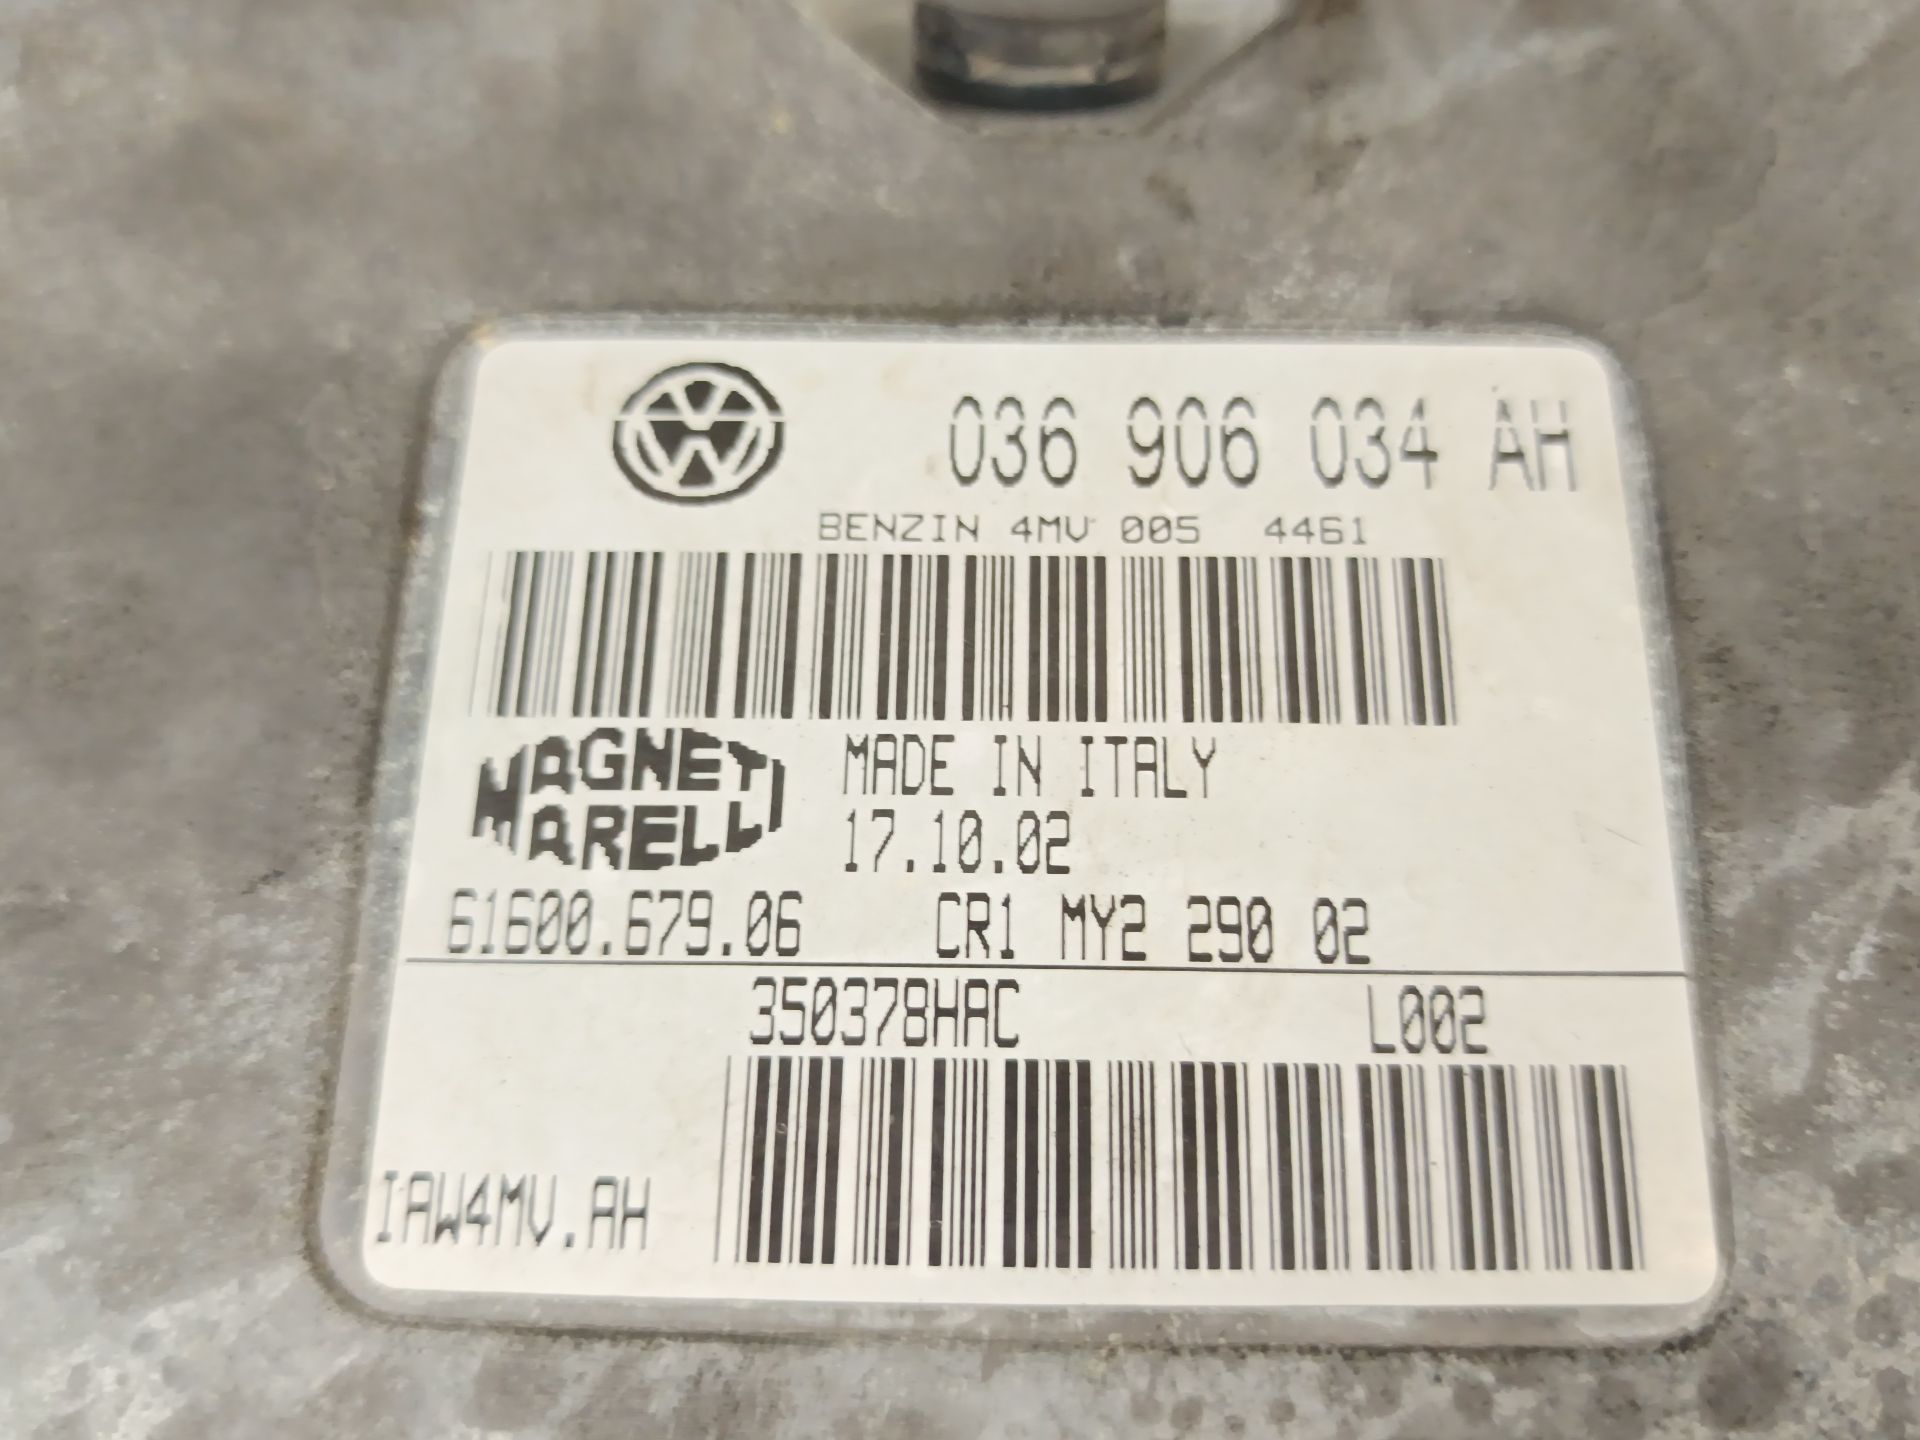 036 906 034 AH
BENZIN 4MV 005 4461
MAGNETI MARELLI
MADE IN ITALY
17.10.02
61600.679.06 CR1 MY2 290 02
350378HAC L002
IAW4MV.AH